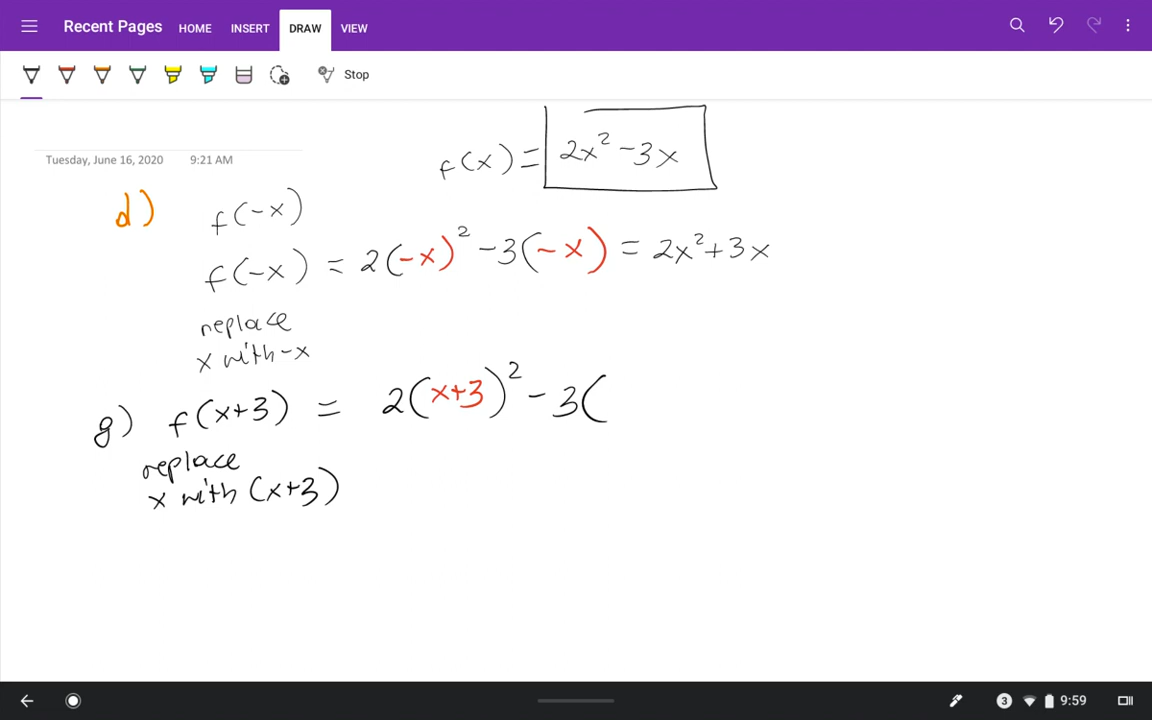 Recent Pages HOME INSERT DRAW VIEW
Stop
f(x) = 2x² -3x
Tuesday, June 16, 2020 9:21 AM
d) f(-x)
f(-x) = 2(-x)² -3(-x) = 2x²+3x
replace
x with -x
g) f(x+3) = 2(x+3)² - 3(
replace
x with (x+3)
3 9:59